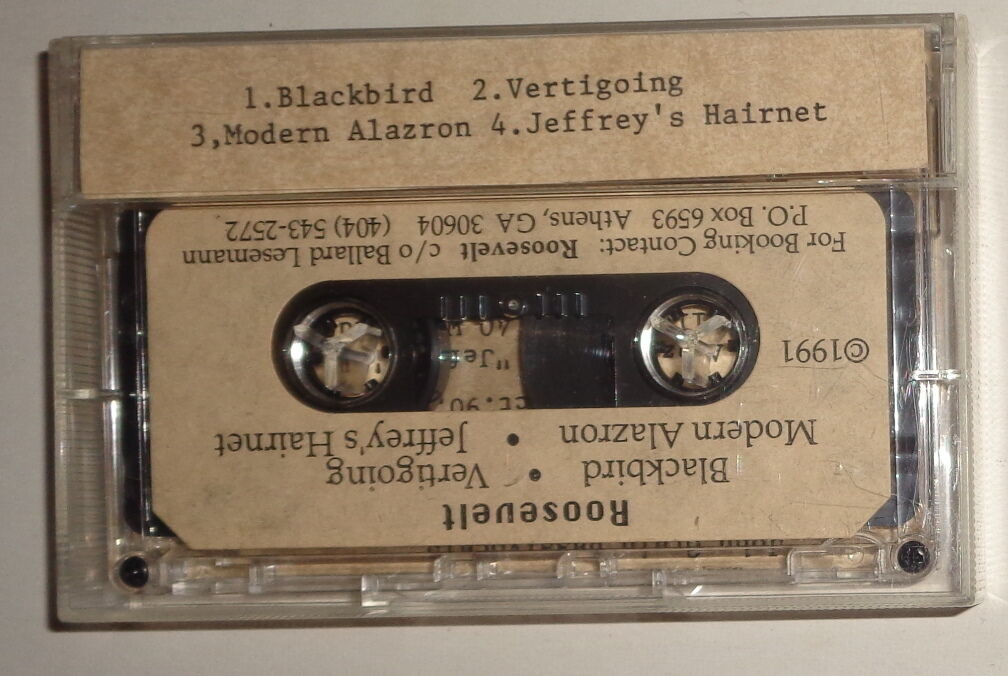 1.Blackbird 2.Vertigoing
3,Modern Alazron 4.Jeffrey's Hairnet
Roosevelt
Blackbird • Vertigoing
Modern Alazron • Jeffrey's Hairnet
©1991
For Booking Contact: Roosevelt c/o Ballard Lesemann
P.O. Box 6593 Athens, GA 30604 (404) 543-2572